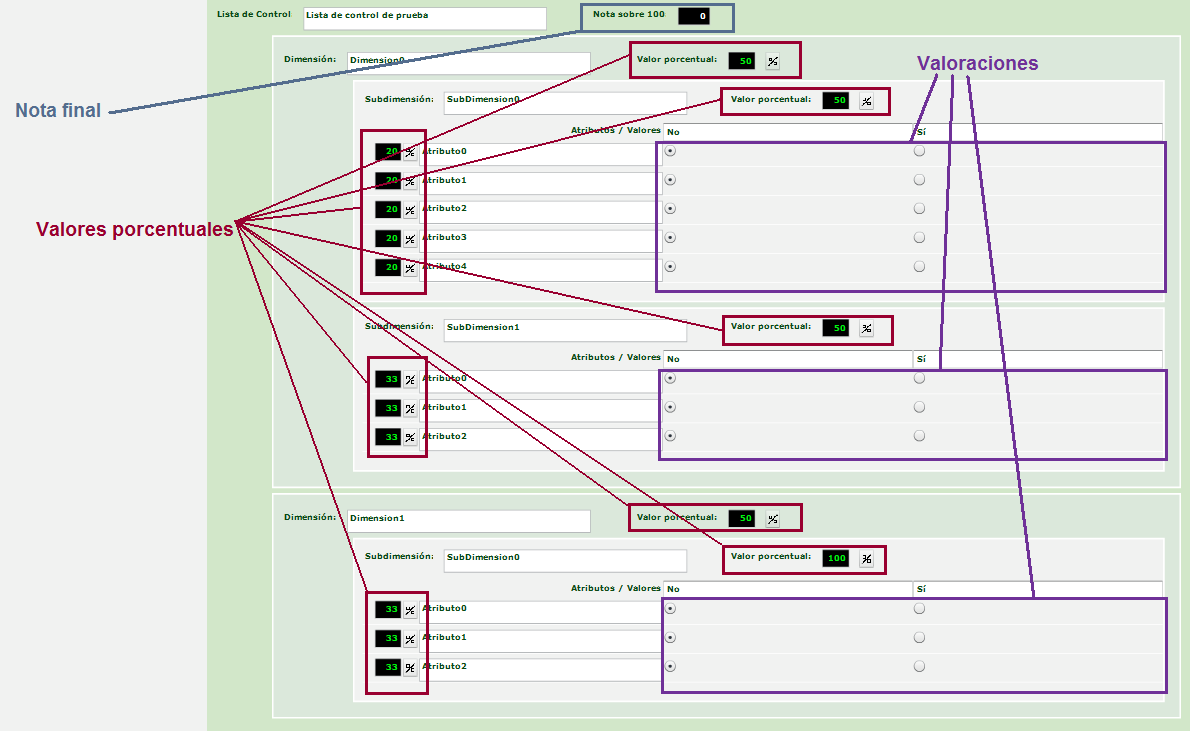 Lista de Control Lista de control de prueba Nota sobre 100 0
Dimensión: Dimension0 Valor porcentual: 50 %
Valoraciones
Subdimensión: SubDimension0 Valor porcentual: 50 %
Nota final
Atributos / Valores No Sí
20 % Atributo0
20 % Atributo1
20 % Atributo2
Valores porcentuales
20 % Atributo3
20 % Atributo4
Subdimensión: SubDimension1 Valor porcentual: 50 %
Atributos / Valores No Sí
33 % Atributo0
33 % Atributo1
33 % Atributo2
Dimensión: Dimension1 Valor porcentual: 50 %
Subdimensión: SubDimension0 Valor porcentual: 100 %
Atributos / Valores No Sí
33 % Atributo0
33 % Atributo1
33 % Atributo2